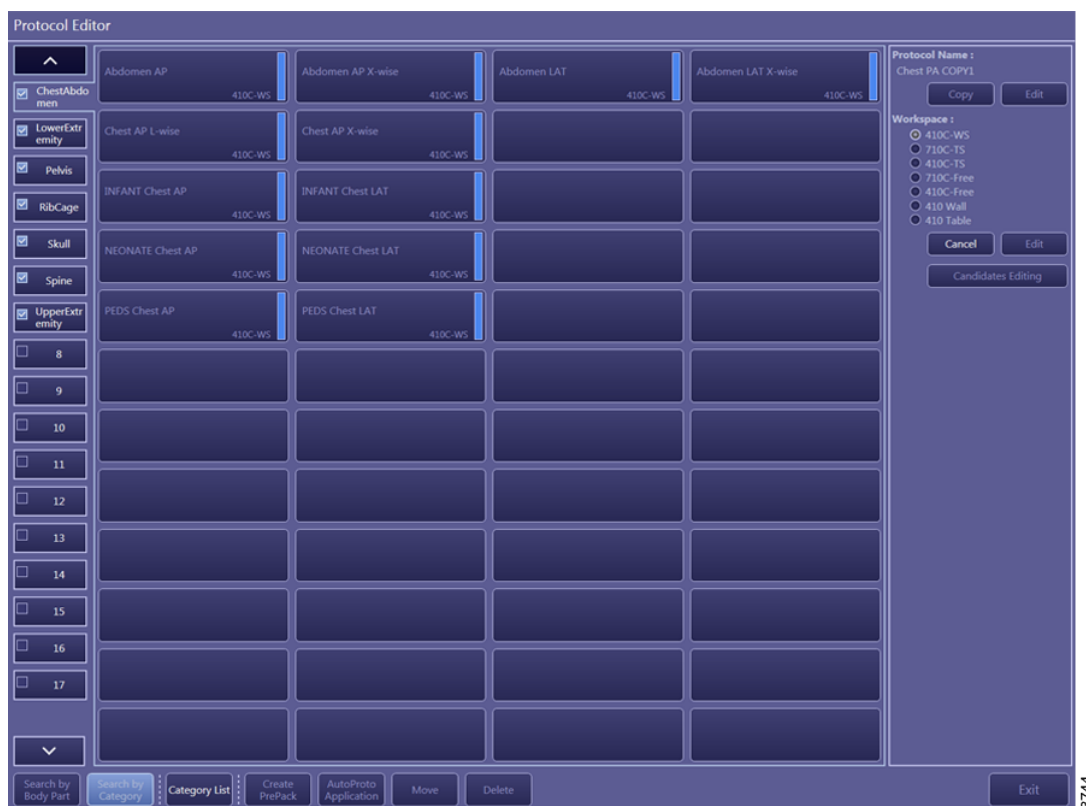 Protocol Editor
ChestAbdo
men
LowerExtr
emity
Pelvis
RibCage
Skull
Spine
UpperExtr
emity
8
9
10
11
12
13
14
15
16
17
Abdomen AP
410C-WS
Abdomen AP X-wise
410C-WS
Abdomen LAT
410C-WS
Abdomen LAT X-wise
410C-WS
Chest AP L-wise
410C-WS
Chest AP X-wise
410C-WS
INFANT Chest AP
410C-WS
INFANT Chest LAT
410C-WS
NEONATE Chest AP
410C-WS
NEONATE Chest LAT
410C-WS
PEDS Chest AP
410C-WS
PEDS Chest LAT
410C-WS
Protocol Name :
Chest PA COPY1
Copy Edit
Workspace :
410C-WS
710C-TS
410C-TS
710C-Free
410C-Free
410 Wall
410 Table
Cancel Edit
Candidates Editing
Search by
Body Part
Search by
Category
Category List
Create
PrePack
AutoProto
Application
Move
Delete
Exit